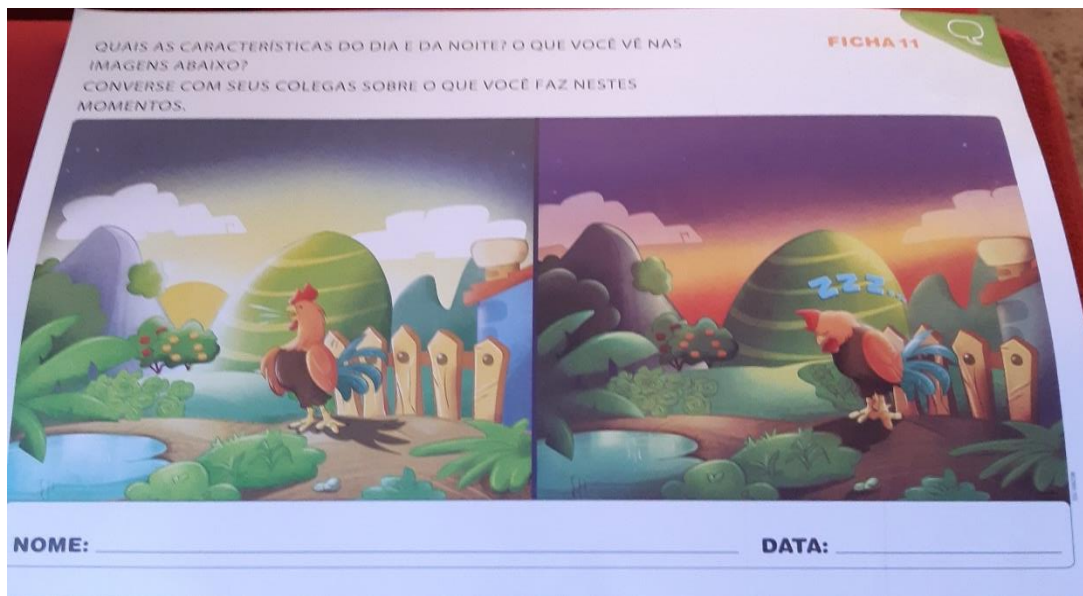 QUAIS AS CARACTERÍSTICAS DO DIA E DA NOITE? O QUE VOCÊ VÊ NAS
IMAGENS ABAIXO?
CONVERSE COM SEUS COLEGAS SOBRE O QUE VOCÊ FAZ NESTES
MOMENTOS.
FICHA 11
ZZZ...
NOME:
DATA: